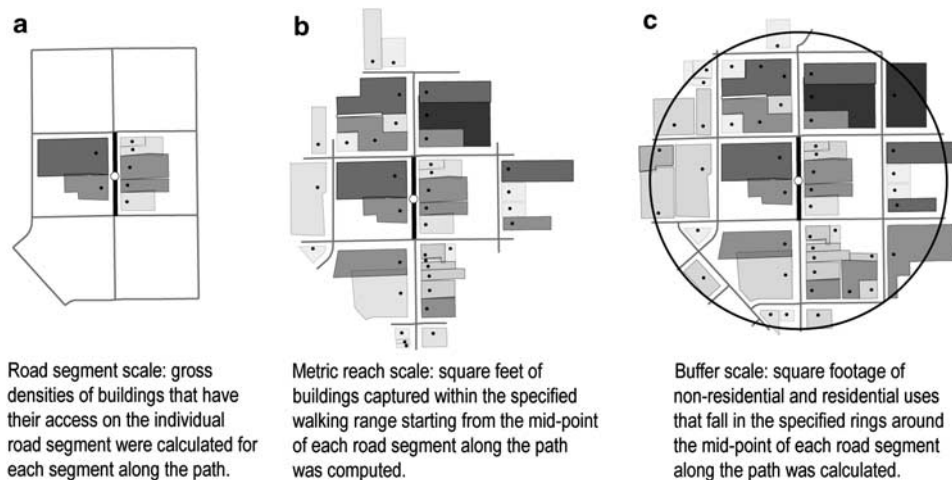 a
b
c
Road segment scale: gross
densities of buildings that have
their access on the individual
road segment were calculated for
each segment along the path.
Metric reach scale: square feet of
buildings captured within the specified
walking range starting from the mid-point
of each road segment along the path
was computed.
Buffer scale: square footage of
non-residential and residential uses
that fall in the specified rings around
the mid-point of each road segment
along the path was calculated.